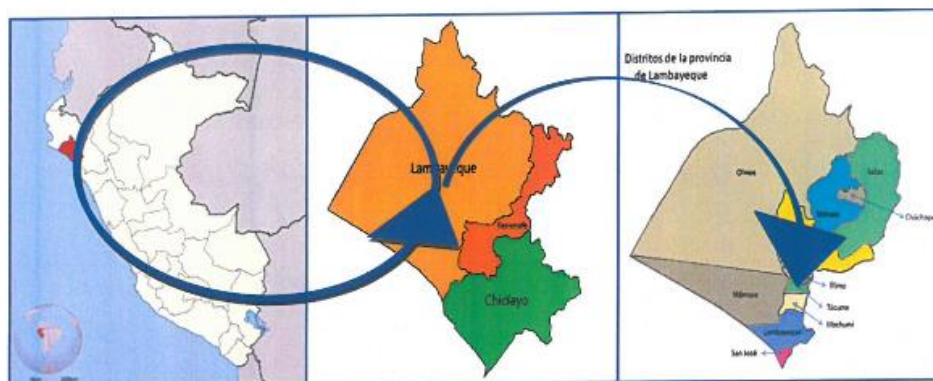 Lambayeque
Ferreñafe
Chiclayo
Distritos de la provincia
de Lambayeque
Olmos
Salas
Motupe
Chóchope
Illimo
Túcume
Mochumí
Mórrope
Lambayeque
San José